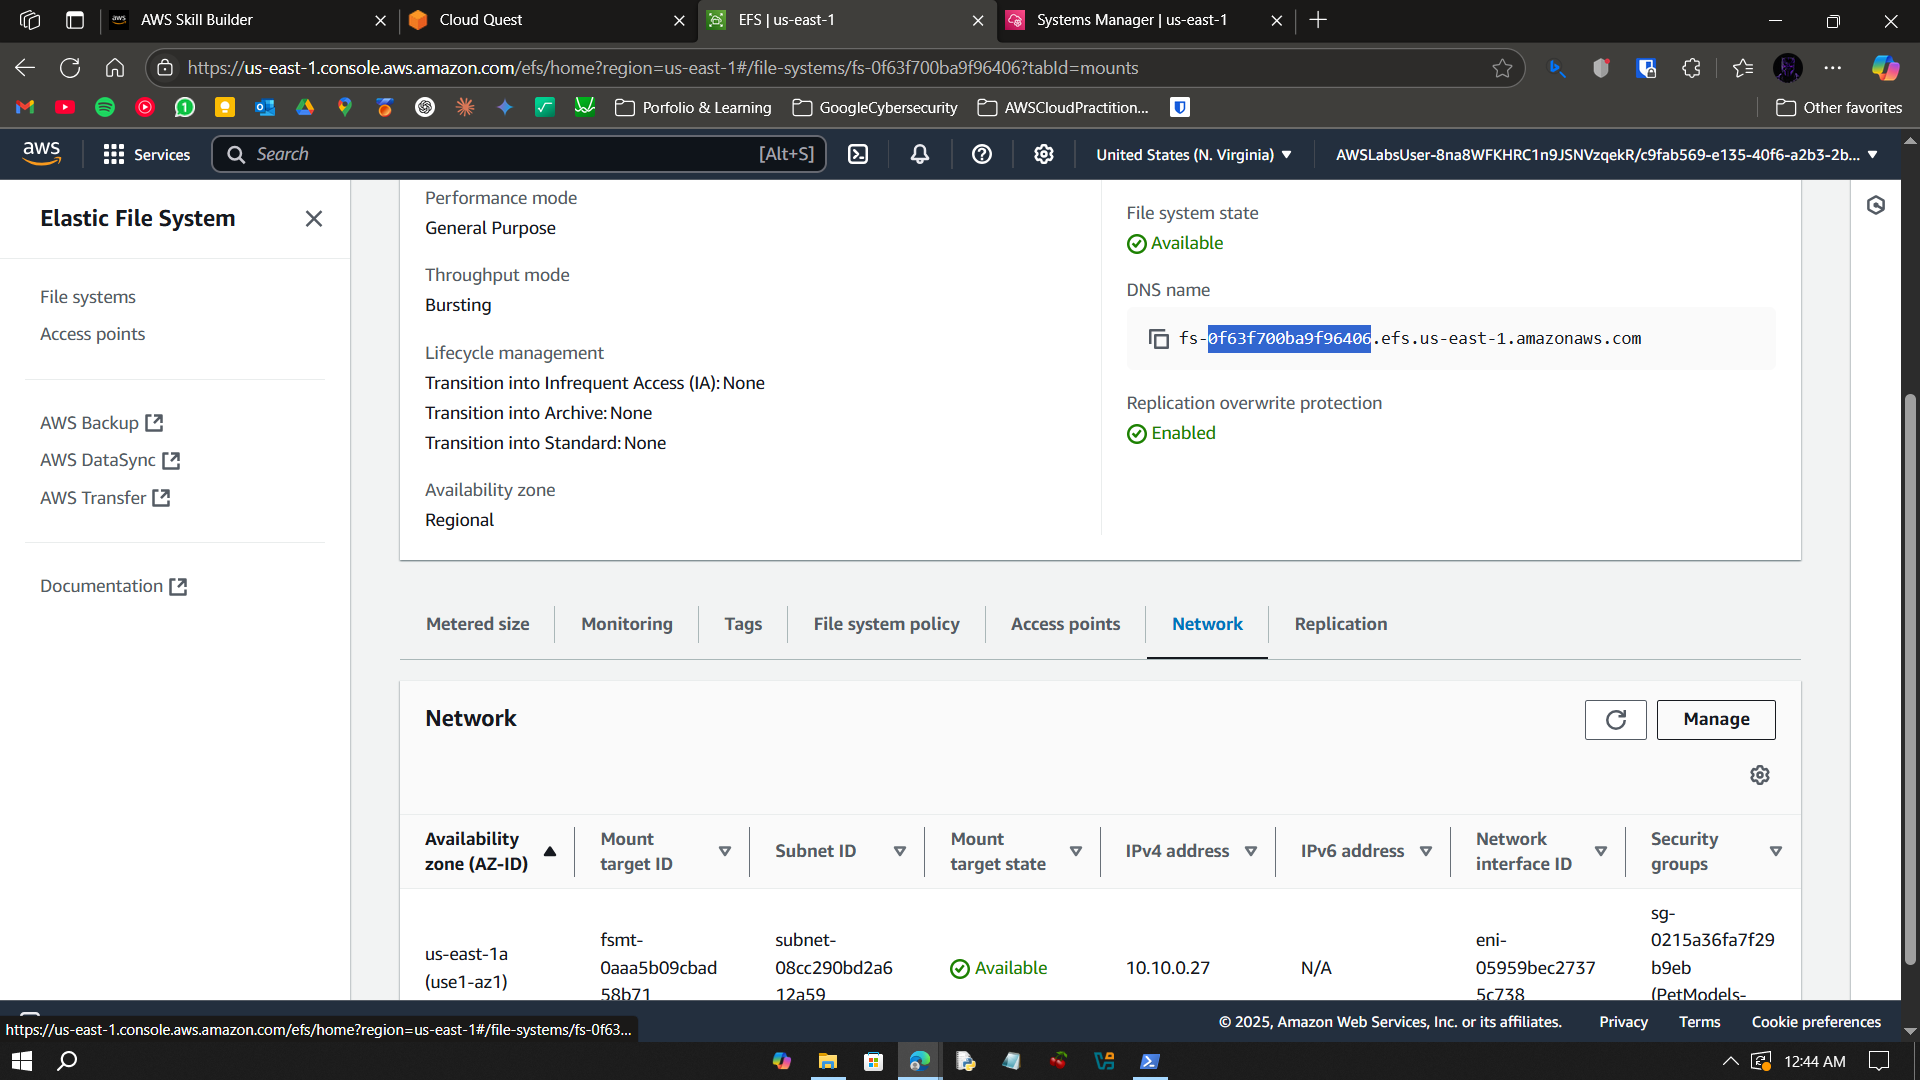 AWS Skill Builder
Cloud Quest
EFS | us-east-1
Systems Manager | us-east-1
https://us-east-1.console.aws.amazon.com/efs/home?region=us-east-1#/file-systems/fs-0f63f700ba9f96406?tabId=mounts
Porfolio & Learning
GoogleCybersecurity
AWSCloudPractition...
Other favorites
aws
Services
Search
[Alt+S]
United States (N. Virginia)
AWSLabsUser-8na8WFKHRC1n9JSNVzqekR/c9fab569-e135-40f6-a2b3-2b...
Elastic File System
File systems
Access points
AWS Backup
AWS DataSync
AWS Transfer
Documentation
Performance mode
General Purpose
Throughput mode
Bursting
Lifecycle management
Transition into Infrequent Access (IA): None
Transition into Archive: None
Transition into Standard: None
Availability zone
Regional
File system state
Available
DNS name
fs-0f63f700ba9f96406.efs.us-east-1.amazonaws.com
Replication overwrite protection
Enabled
Metered size
Monitoring
Tags
File system policy
Access points
Network
Replication
Network
Manage
Availability
zone (AZ-ID)
Mount
target ID
Subnet ID
Mount
target state
IPv4 address
IPv6 address
Network
interface ID
Security
groups
us-east-1a
(use1-az1)
fsmt-
0aaa5b09cbad
58b71
subnet-
08cc290bd2a6
12a59
Available
10.10.0.27
N/A
eni-
05959bec2737
5c738
sg-
0215a36fa7f29
b9eb
(PetModels-
https://us-east-1.console.aws.amazon.com/efs/home?region=us-east-1#/file-systems/fs-0f63...
© 2025, Amazon Web Services, Inc. or its affiliates.
Privacy
Terms
Cookie preferences
12:44 AM